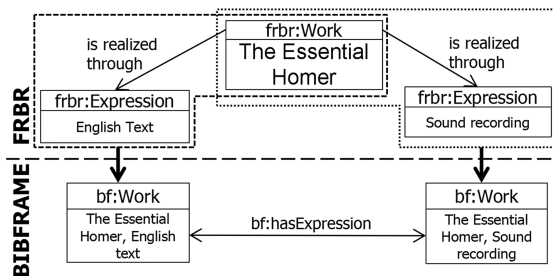 frbr:Work
The Essential
Homer
is realized
through
is realized
through
frbr:Expression
English Text
frbr:Expression
Sound recording
FRBR
BIBFRAME
bf:Work
The Essential
Homer, English
text
bf:hasExpression
bf:Work
The Essential
Homer, Sound
recording